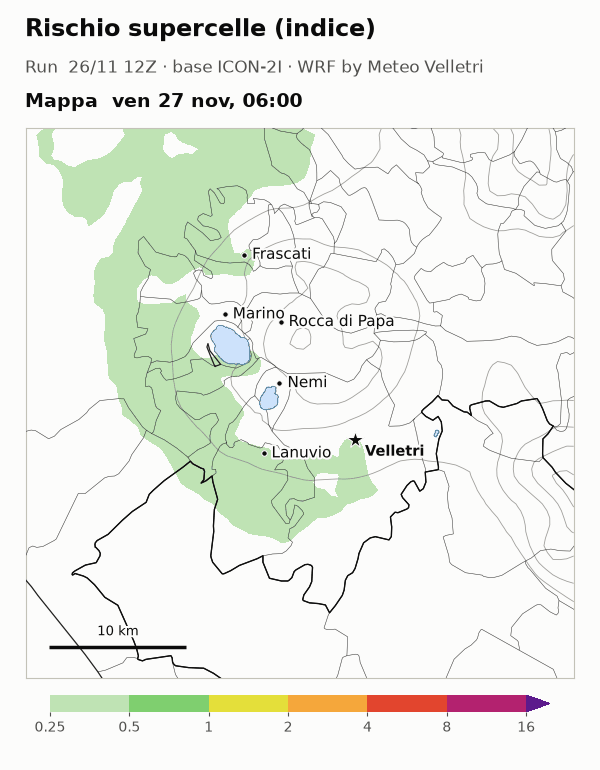 Rischio supercelle (indice)
Run  26/11 12Z · base ICON-2I · WRF by Meteo Velletri
Mappa  ven 27 nov, 06:00
Frascati
Marino
Rocca di Papa
Nemi
Velletri
Lanuvio
10 km
0.25 0.5 1 2 4 8 16